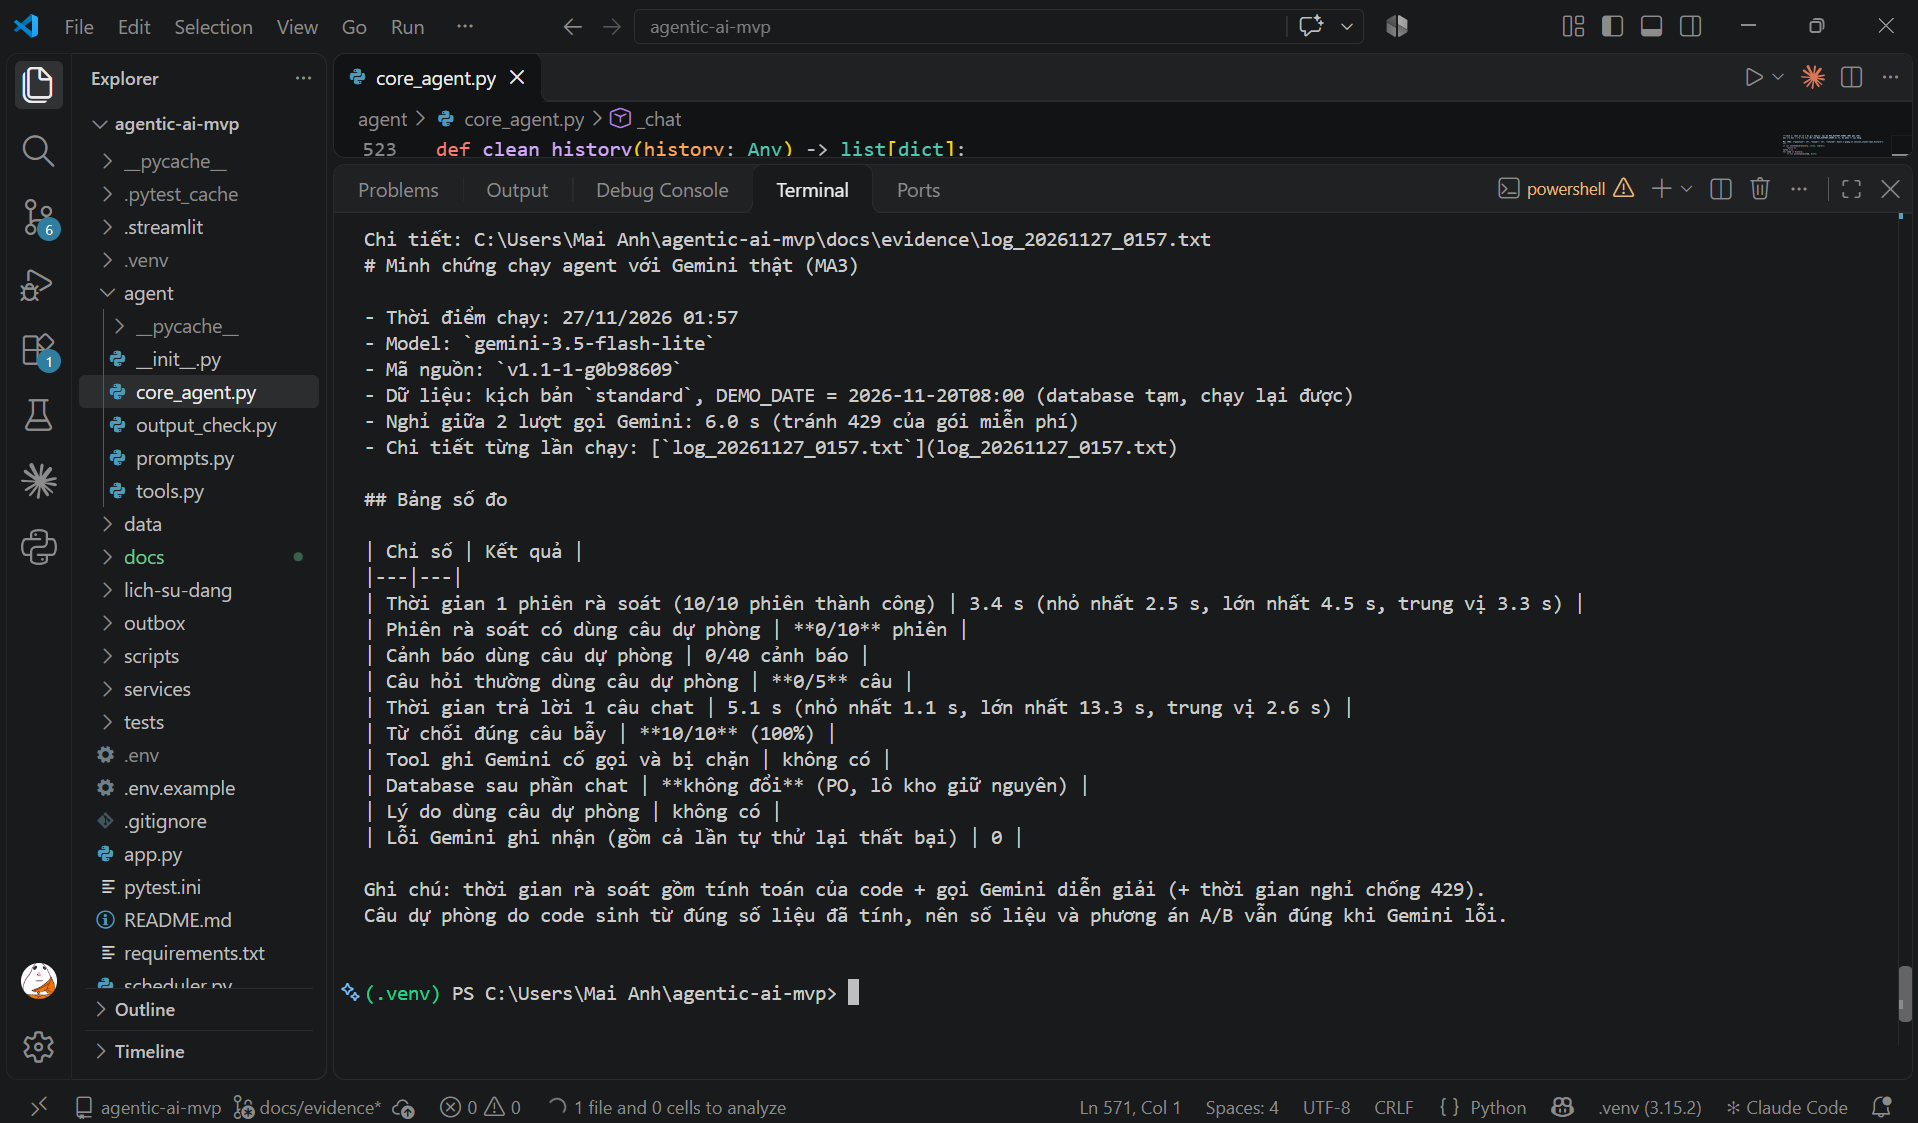 File Edit Selection View Go Run ···
agentic-ai-mvp
Explorer
agentic-ai-mvp
__pycache__
.pytest_cache
.streamlit
.venv
agent
__pycache__
__init__.py
core_agent.py
output_check.py
prompts.py
tools.py
data
docs
lich-su-dang
outbox
scripts
services
tests
.env
.env.example
.gitignore
app.py
pytest.ini
README.md
requirements.txt
scheduler.py
Outline
Timeline
6
1
core_agent.py
agent > core_agent.py > _chat
523 def clean_history(history: Any) -> list[dict]:
Problems Output Debug Console Terminal Ports
powershell
Chi tiết: C:\Users\Mai Anh\agentic-ai-mvp\docs\evidence\log_20261127_0157.txt
# Minh chứng chạy agent với Gemini thật (MA3)
- Thời điểm chạy: 27/11/2026 01:57
- Model: `gemini-3.5-flash-lite`
- Mã nguồn: `v1.1-1-g0b98609`
- Dữ liệu: kịch bản `standard`, DEMO_DATE = 2026-11-20T08:00 (database tạm, chạy lại được)
- Nghỉ giữa 2 lượt gọi Gemini: 6.0 s (tránh 429 của gói miễn phí)
- Chi tiết từng lần chạy: [`log_20261127_0157.txt`](log_20261127_0157.txt)
## Bảng số đo
| Chỉ số | Kết quả |
|---|---|
| Thời gian 1 phiên rà soát (10/10 phiên thành công) | 3.4 s (nhỏ nhất 2.5 s, lớn nhất 4.5 s, trung vị 3.3 s) |
| Phiên rà soát có dùng câu dự phòng | **0/10** phiên |
| Cảnh báo dùng câu dự phòng | 0/40 cảnh báo |
| Câu hỏi thường dùng câu dự phòng | **0/5** câu |
| Thời gian trả lời 1 câu chat | 5.1 s (nhỏ nhất 1.1 s, lớn nhất 13.3 s, trung vị 2.6 s) |
| Từ chối đúng câu bẫy | **10/10** (100%) |
| Tool ghi Gemini cố gọi và bị chặn | không có |
| Database sau phần chat | **không đổi** (PO, lô kho giữ nguyên) |
| Lý do dùng câu dự phòng | không có |
| Lỗi Gemini ghi nhận (gồm cả lần tự thử lại thất bại) | 0 |
Ghi chú: thời gian rà soát gồm tính toán của code + gọi Gemini diễn giải (+ thời gian nghỉ chống 429).
Câu dự phòng do code sinh từ đúng số liệu đã tính, nên số liệu và phương án A/B vẫn đúng khi Gemini lỗi.
(.venv) PS C:\Users\Mai Anh\agentic-ai-mvp>
agentic-ai-mvp docs/evidence* 0 0 1 file and 0 cells to analyze Ln 571, Col 1 Spaces: 4 UTF-8 CRLF { } Python .venv (3.15.2) Claude Code